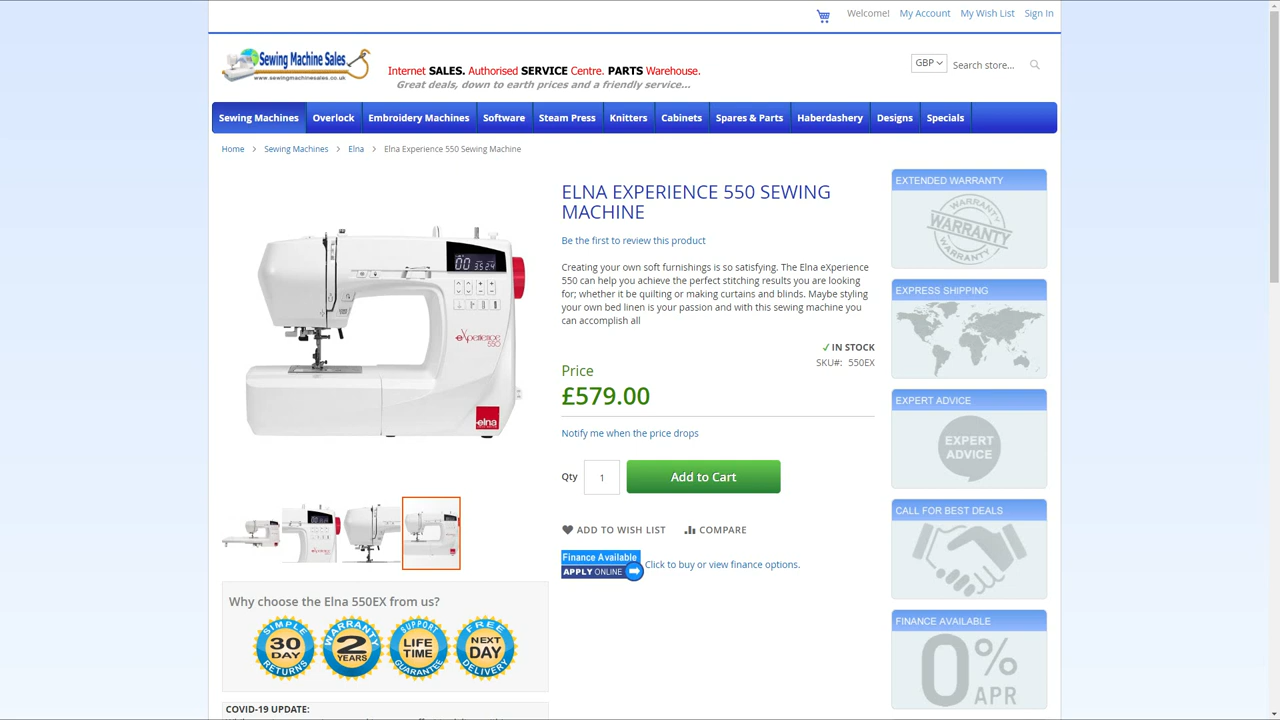 Welcome! My Account My Wish List Sign In
Sewing Machine Sales
www.sewingmachinesales.co.uk
Internet SALES. Authorised SERVICE Centre. PARTS Warehouse.
Great deals, down to earth prices and a friendly service...
GBP
Search store...
Sewing Machines Overlock Embroidery Machines Software Steam Press Knitters Cabinets Spares & Parts Haberdashery Designs Specials
Home > Sewing Machines > Elna > Elna Experience 550 Sewing Machine
ELNA EXPERIENCE 550 SEWING
MACHINE
Be the first to review this product
Creating your own soft furnishings is so satisfying. The Elna eXperience
550 can help you achieve the perfect stitching results you are looking
for; whether it be quilting or making curtains and blinds. Maybe styling
your own bed linen is your passion and with this sewing machine you
can accomplish all
✓ IN STOCK
SKU#: 550EX
Price
£579.00
Notify me when the price drops
Qty 1 Add to Cart
ADD TO WISH LIST COMPARE
Finance Available
APPLY ONLINE
Click to buy or view finance options.
eXperience
550
elna
Why choose the Elna 550EX from us?
SIMPLE 30 DAY RETURNS
WARRANTY 2 YEARS
SUPPORT LIFE TIME GUARANTEE
FREE NEXT DAY DELIVERY
COVID-19 UPDATE:
EXTENDED WARRANTY
WARRANTY
WARRANTY
WARRANTY
EXPRESS SHIPPING
EXPERT ADVICE
EXPERT
ADVICE
CALL FOR BEST DEALS
FINANCE AVAILABLE
0%
APR